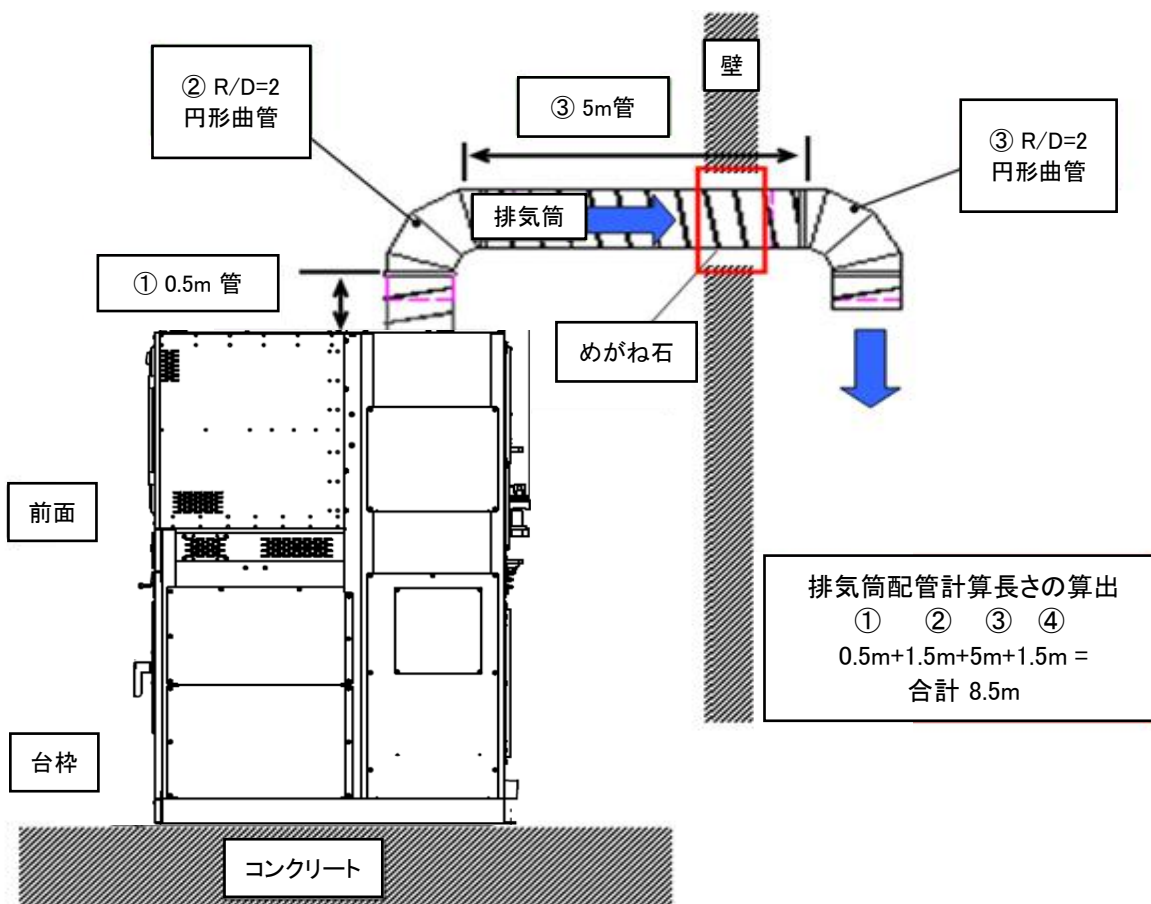 壁
② R/D=2
円形曲管
③ 5m管
③ R/D=2
円形曲管
排気筒
① 0.5m 管
めがね石
前面
排気筒配管計算長さの算出
① ② ③ ④
0.5m+1.5m+5m+1.5m =
合計 8.5m
台枠
コンクリート